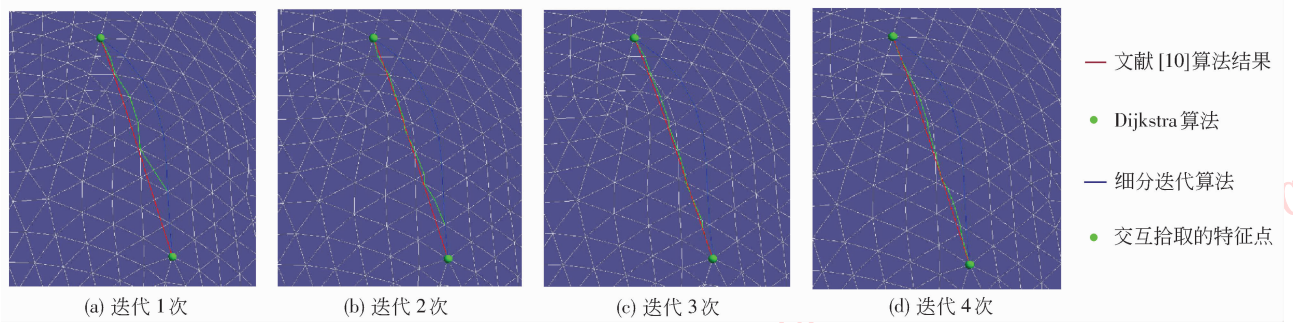 文献[10]算法结果
Dijkstra算法
细分迭代算法
交互拾取的特征点
(a) 迭代1次
(b) 迭代2次
(c) 迭代3次
(d) 迭代4次